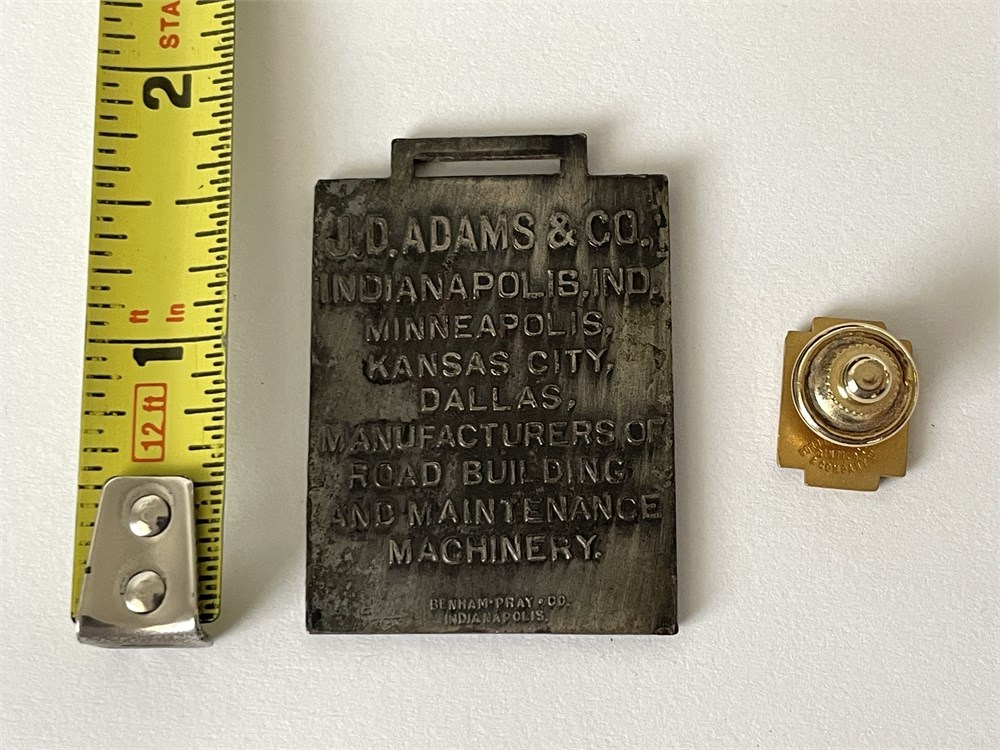 STA
2
ft
In
1
12 ft
J.D. ADAMS & CO.
INDIANAPOLIS, IND.
MINNEAPOLIS,
KANSAS CITY,
DALLAS,
MANUFACTURERS OF
ROAD BUILDING
AND MAINTENANCE
MACHINERY.
BENHAM-PRAY-CO.
INDIANAPOLIS.